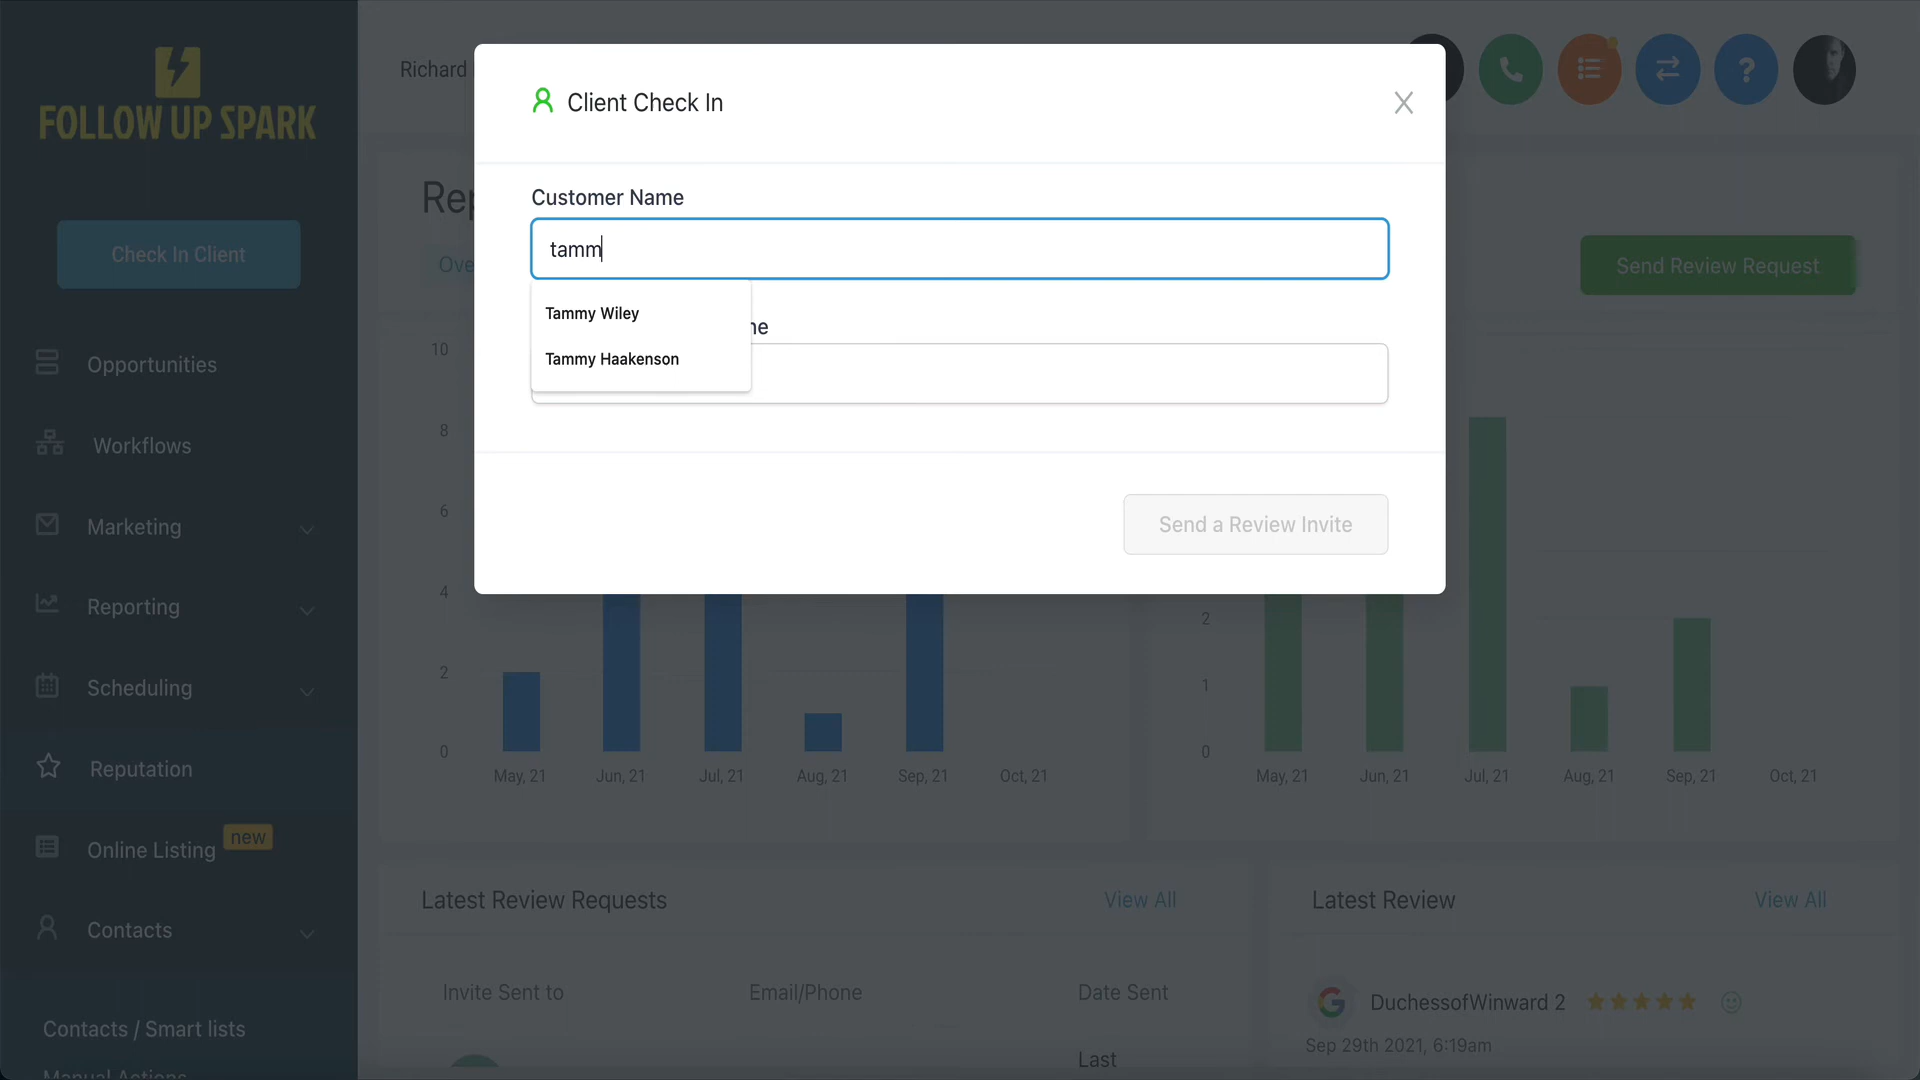 FOLLOW UP SPARK
Check In Client
Opportunities
Workflows
Marketing
Reporting
Scheduling
Reputation
Online Listing
new
Contacts
Contacts / Smart lists
Manual Actions
Richard
Client Check In
X
Customer Name
tamm
Tammy Wiley
Tammy Haakenson
Send a Review Invite
Send Review Request
10
8
6
4
2
0
May, 21
Jun, 21
Jul, 21
Aug, 21
Sep, 21
Oct, 21
2
1
0
May, 21
Jun, 21
Jul, 21
Aug, 21
Sep, 21
Oct, 21
Latest Review Requests
View All
Invite Sent to
Email/Phone
Date Sent
Last
Latest Review
View All
DuchessofWinward 2
Sep 29th 2021, 6:19am